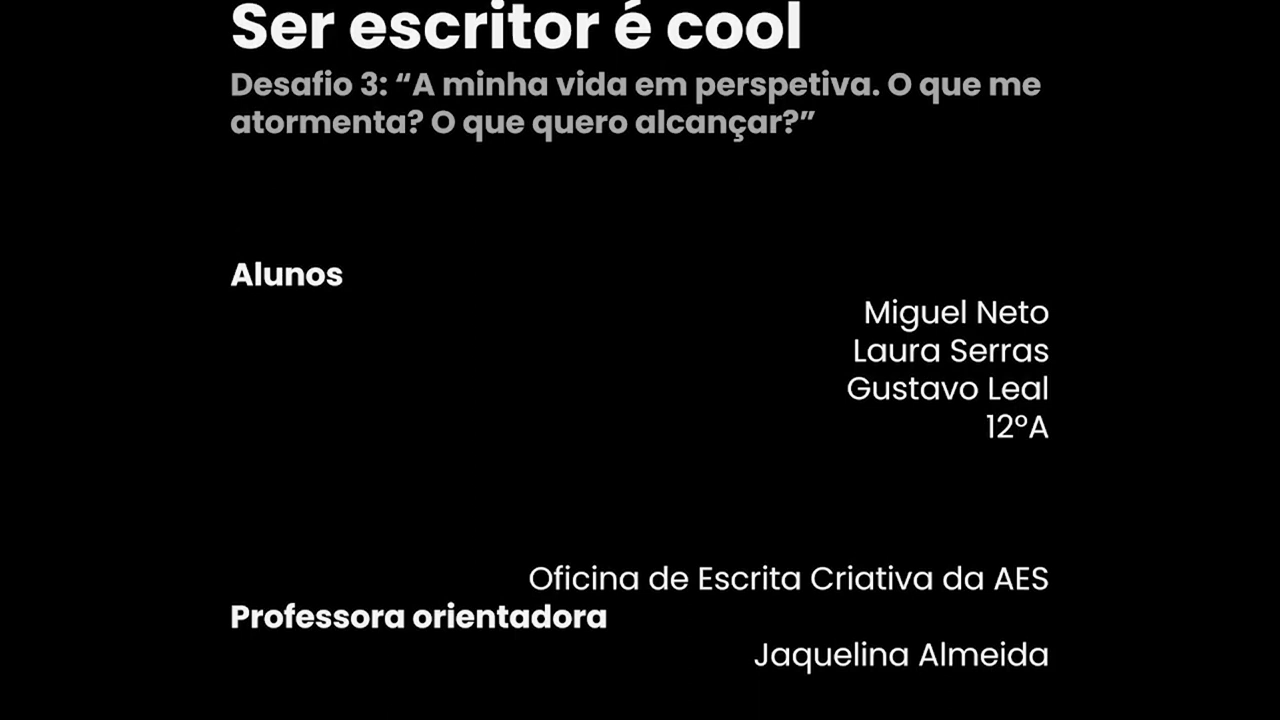 Ser escritor é cool
Desafio 3: “A minha vida em perspetiva. O que me
atormenta? O que quero alcançar?”
Alunos
Miguel Neto
Laura Serras
Gustavo Leal
12ºA
Oficina de Escrita Criativa da AES
Professora orientadora
Jaquelina Almeida